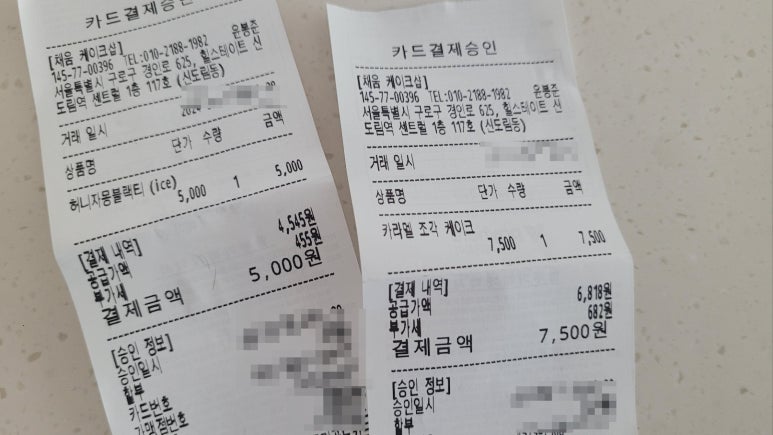 카드결제승인
[채움 케이크샵]
145-77-00396 TEL:010-2188-1982 윤봉준
서울특별시 구로구 경인로 625, 힐스테이트 신
도림역 센트럴 1층 117호 (신도림동)
거래 일시
상품명 단가 수량 금액
허니자몽블랙티 (ice)
5,000 1 5,000
[결제 내역]
공급가액 4,545원
부가세 455원
결제금액 5,000원
[승인 정보]
승인일시
할부
카드번호
가맹점번호
카드결제승인
[채움 케이크샵]
145-77-00396 TEL:010-2188-1982 윤봉준
서울특별시 구로구 경인로 625, 힐스테이트 신
도림역 센트럴 1층 117호 (신도림동)
거래 일시
상품명 단가 수량 금액
카라멜 조각 케이크
7,500 1 7,500
[결제 내역]
공급가액 6,818원
부가세 682원
결제금액 7,500원
[승인 정보]
승인일시
할부